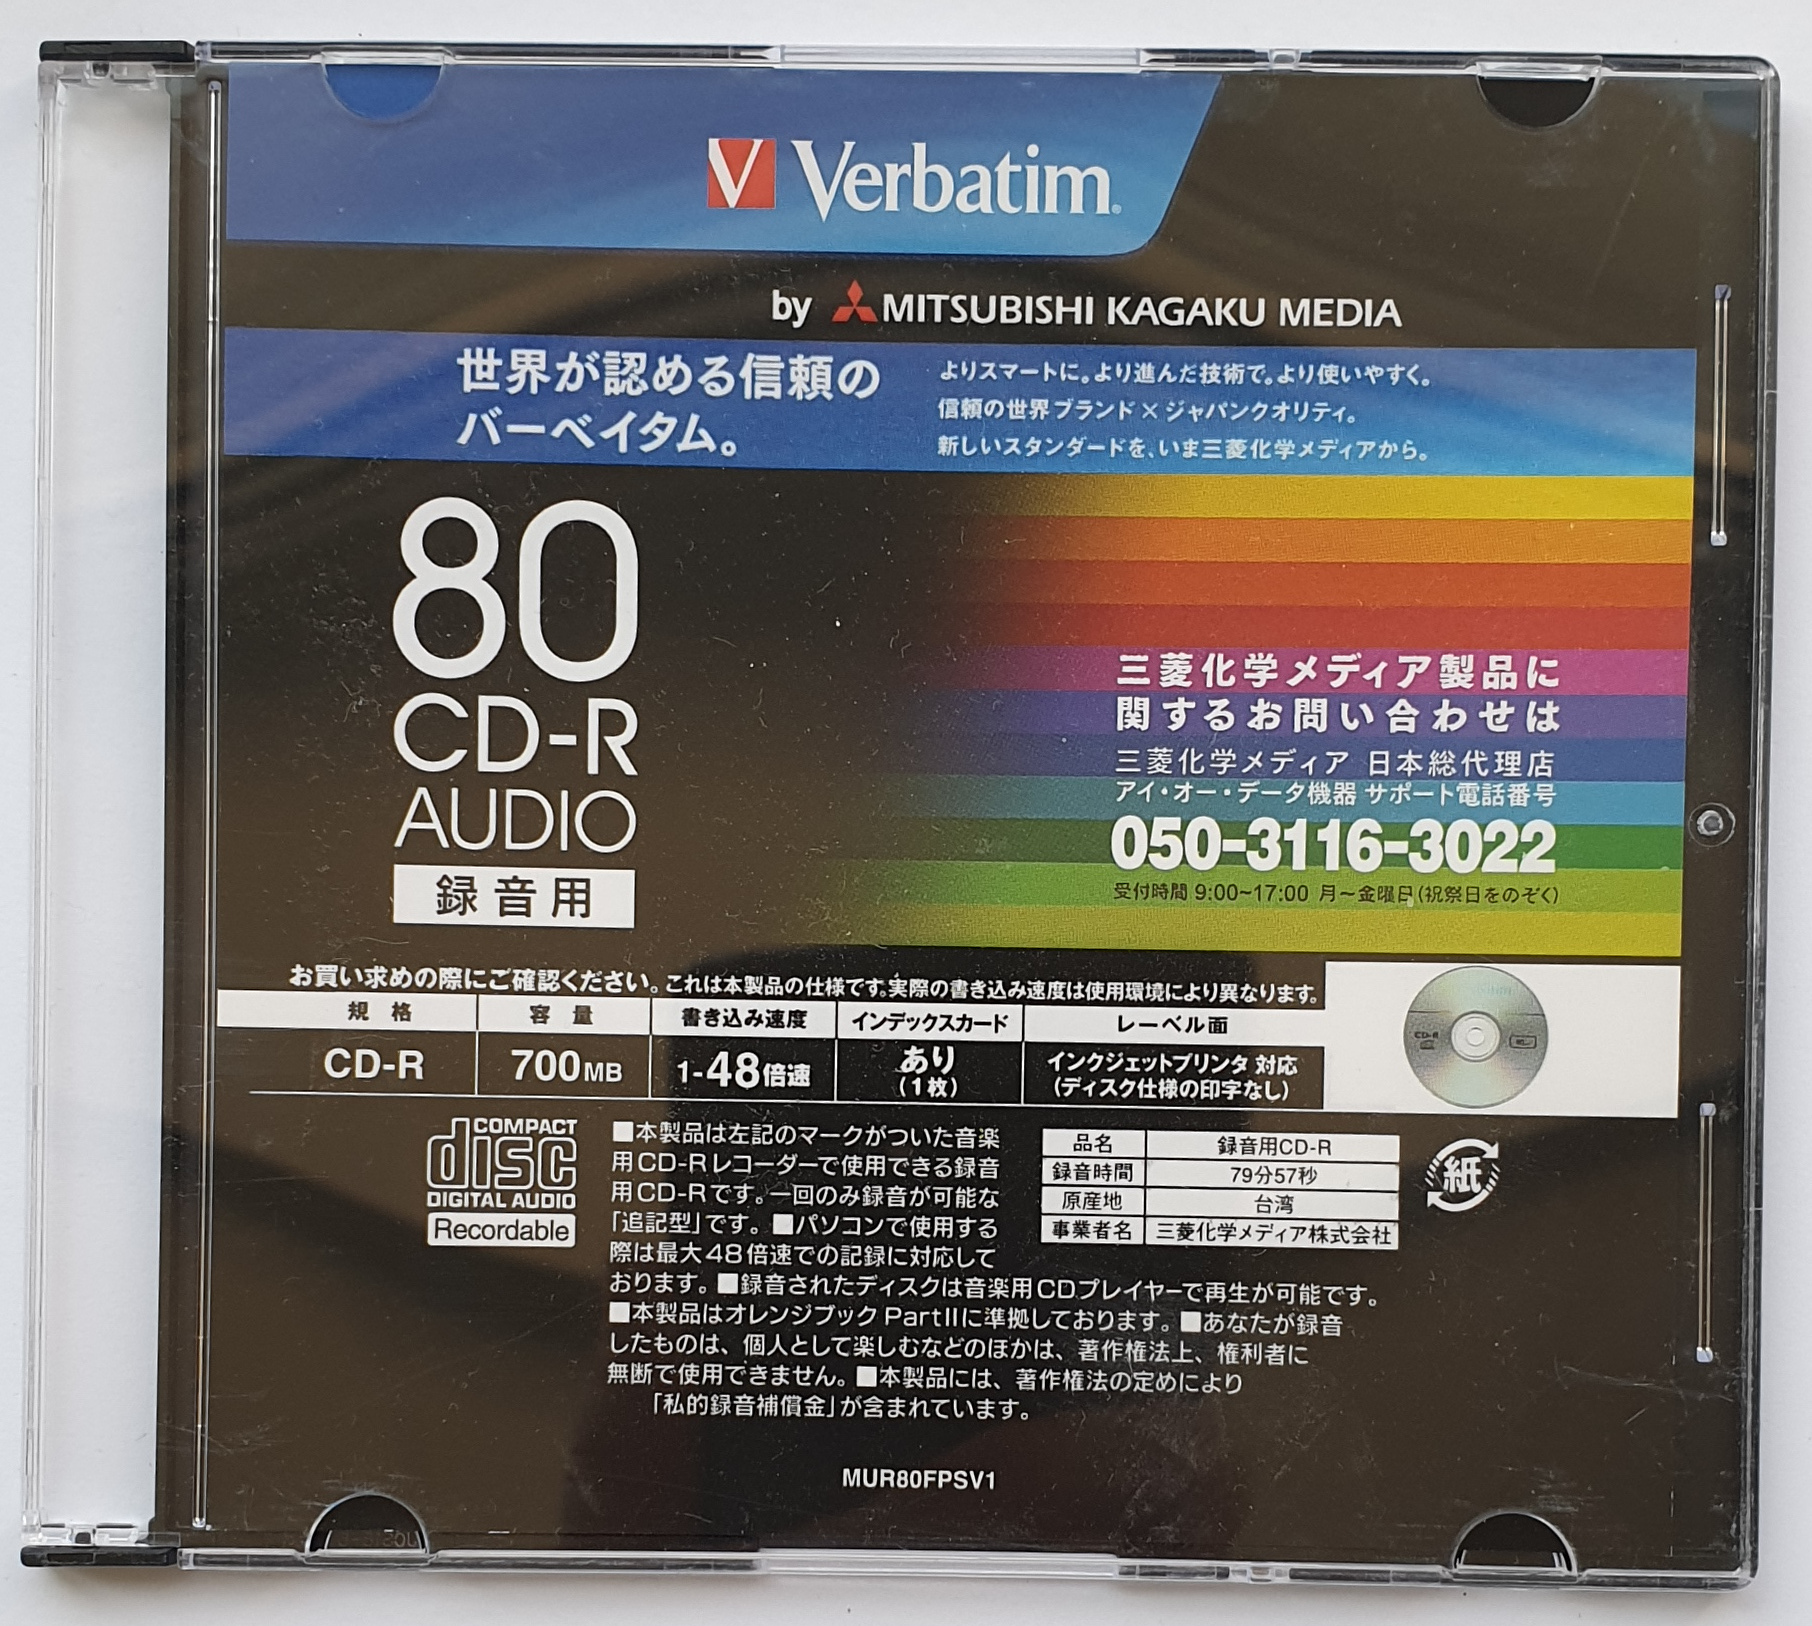 Verbatim
by MITSUBISHI KAGAKU MEDIA
世界が認める信頼の
バーベイタム。
よりスマートに。より進んだ技術で。より使いやすく。
信頼の世界ブランド×ジャパンクオリティ。
新しいスタンダードを、いま三菱化学メディアから。
80
CD-R
AUDIO
録音用
三菱化学メディア製品に
関するお問い合わせは
三菱化学メディア 日本総代理店
アイ・オー・データ機器 サポート電話番号
050-3116-3022
受付時間 9:00~17:00 月~金曜日(祝祭日をのぞく)
お買い求めの際にご確認ください。これは本製品の仕様です。実際の書き込み速度は使用環境により異なります。
規格 容量 書き込み速度 インデックスカード レーベル面
CD-R 700MB 1-48倍速 あり(1枚) インクジェットプリンタ 対応
(ディスク仕様の印字なし)
COMPACT
disc
DIGITAL AUDIO
Recordable
■本製品は左記のマークがついた音楽
用CD-Rレコーダーで使用できる録音
用CD-Rです。一回のみ録音が可能な
「追記型」です。■パソコンで使用する
際は最大48倍速での記録に対応して
おります。■録音されたディスクは音楽用CDプレイヤーで再生が可能です。
■本製品はオレンジブックPartIIに準拠しております。■あなたが録音
したものは、個人として楽しむなどのほかは、著作権法上、権利者に
無断で使用できません。■本製品には、著作権法の定めにより
「私的録音補償金」が含まれています。
品名 録音用CD-R
録音時間 79分57秒
原産地 台湾
事業者名 三菱化学メディア株式会社
紙
MUR80FPSV1